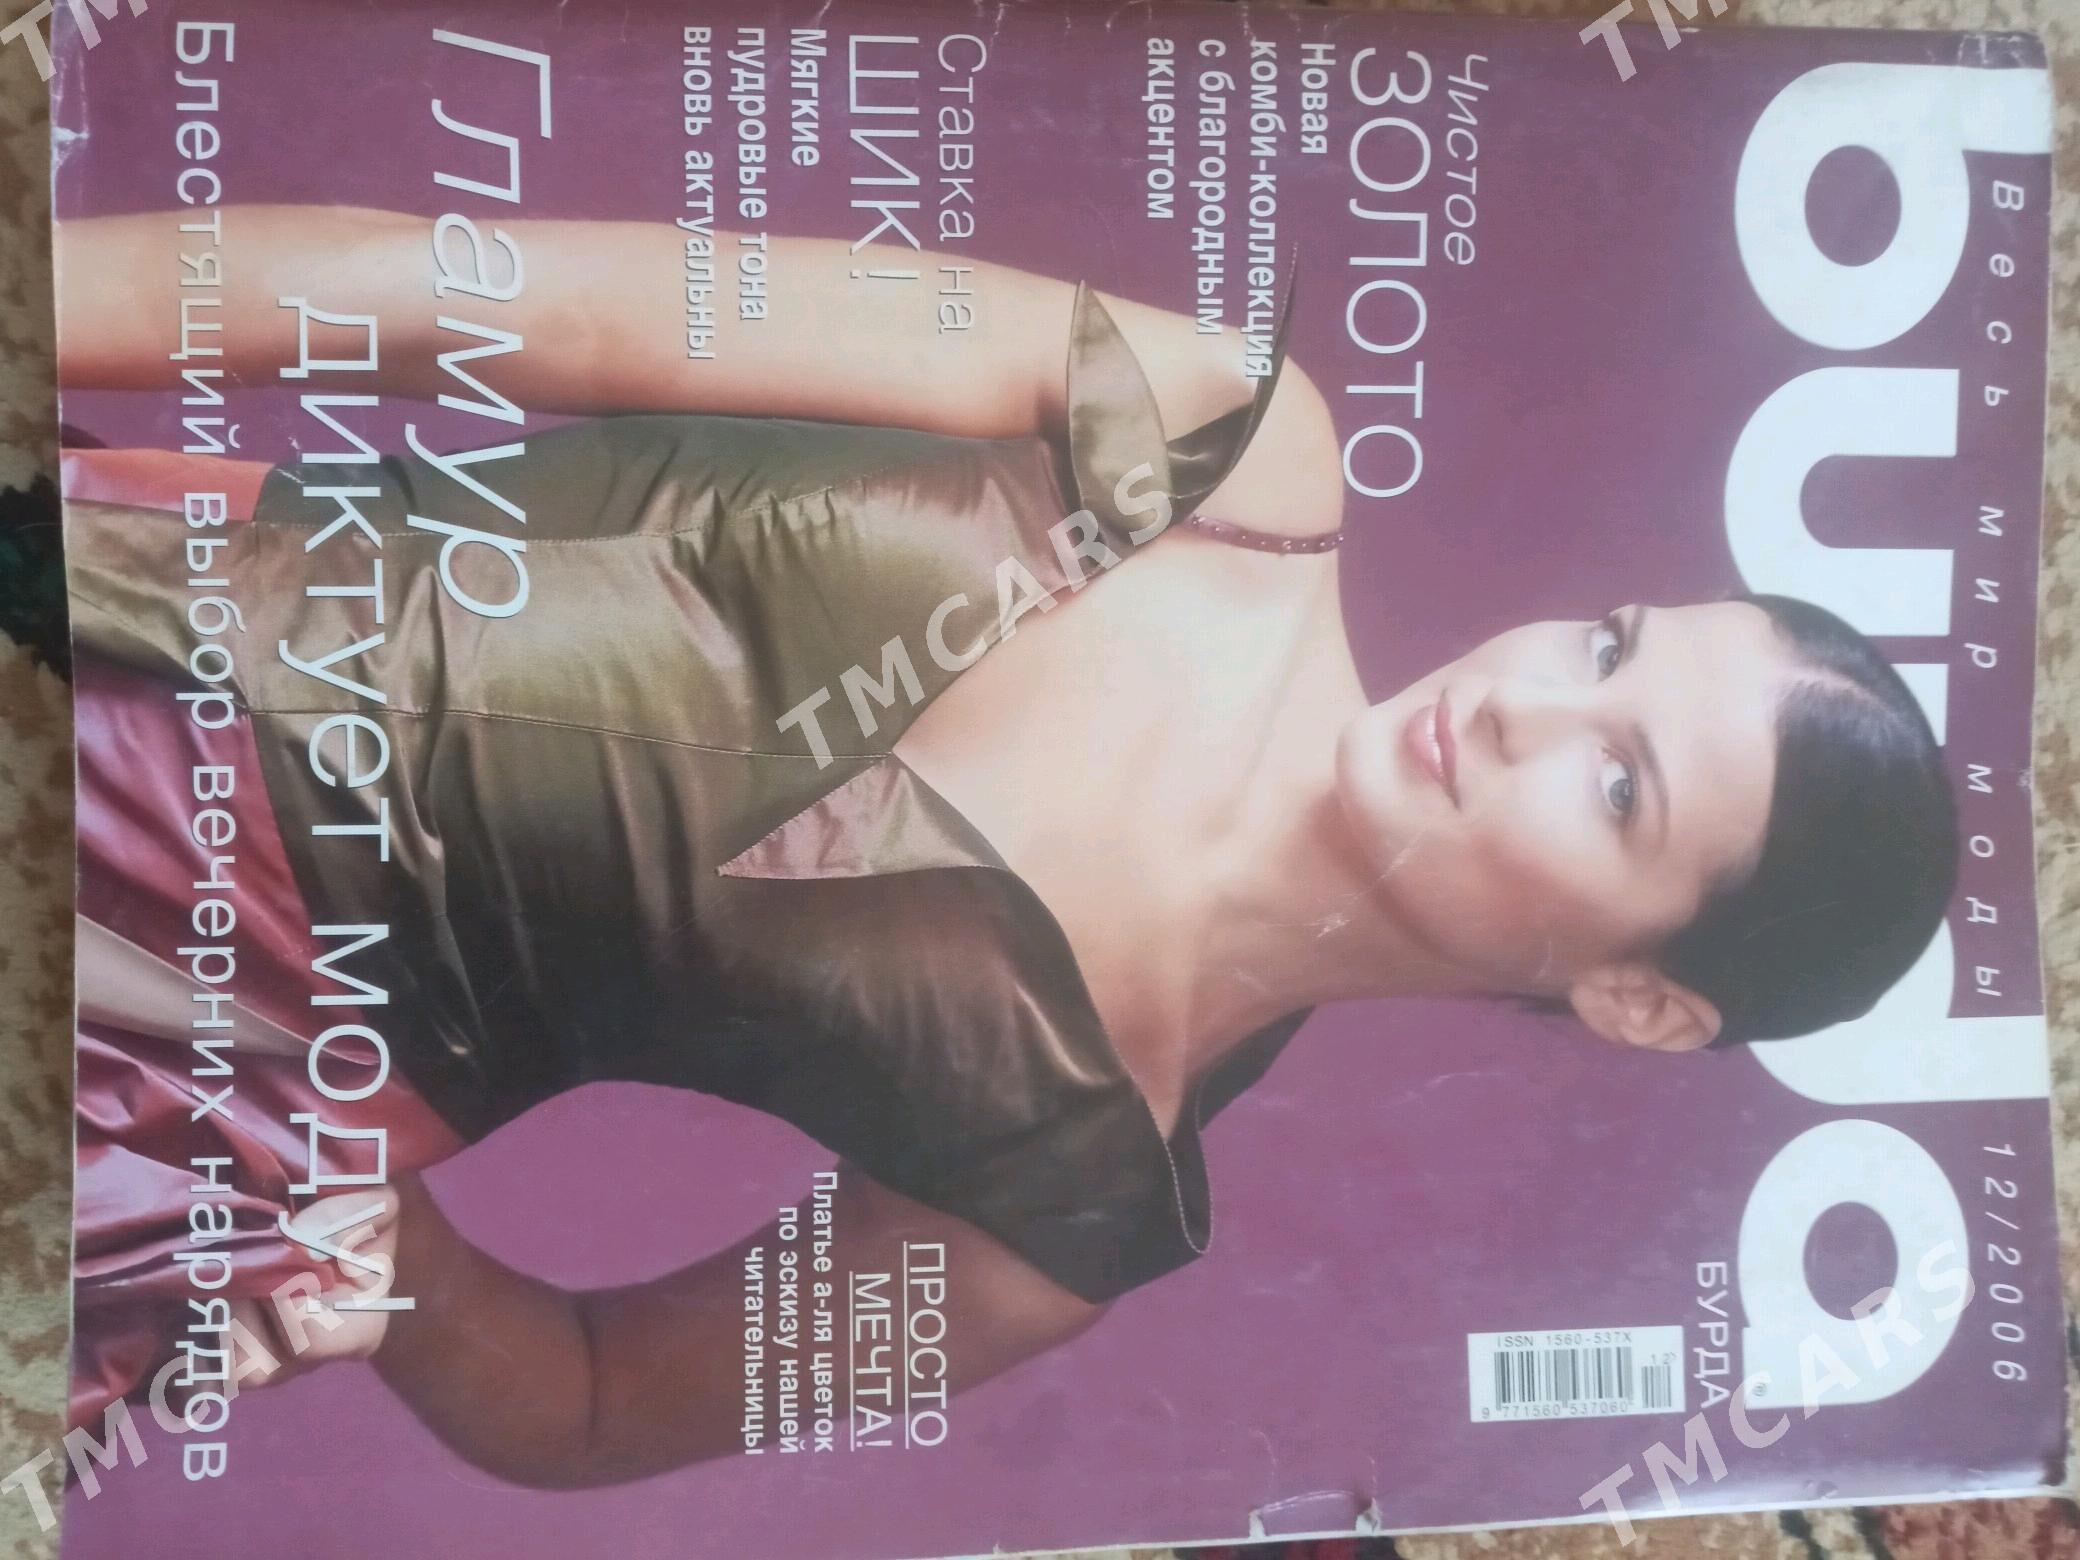 Весь мир моды 12/2006
burda
БУРДА
ISSN 1560-537X
12>
9 771560 537060
Чистое
ЗОЛОТО
Новая
комби-коллекция
с благородным
акцентом
Ставка на
ШИК!
Мягкие
пудровые тона
вновь актуальны
ПРОСТО
МЕЧТА!
Платье а-ля цветок
по эскизу нашей
читательницы
Гламур
диктует моду!
Блестящий выбор вечерних нарядов
TMCARS
TMCARS
TMCARS
TMCARS
TMCARS